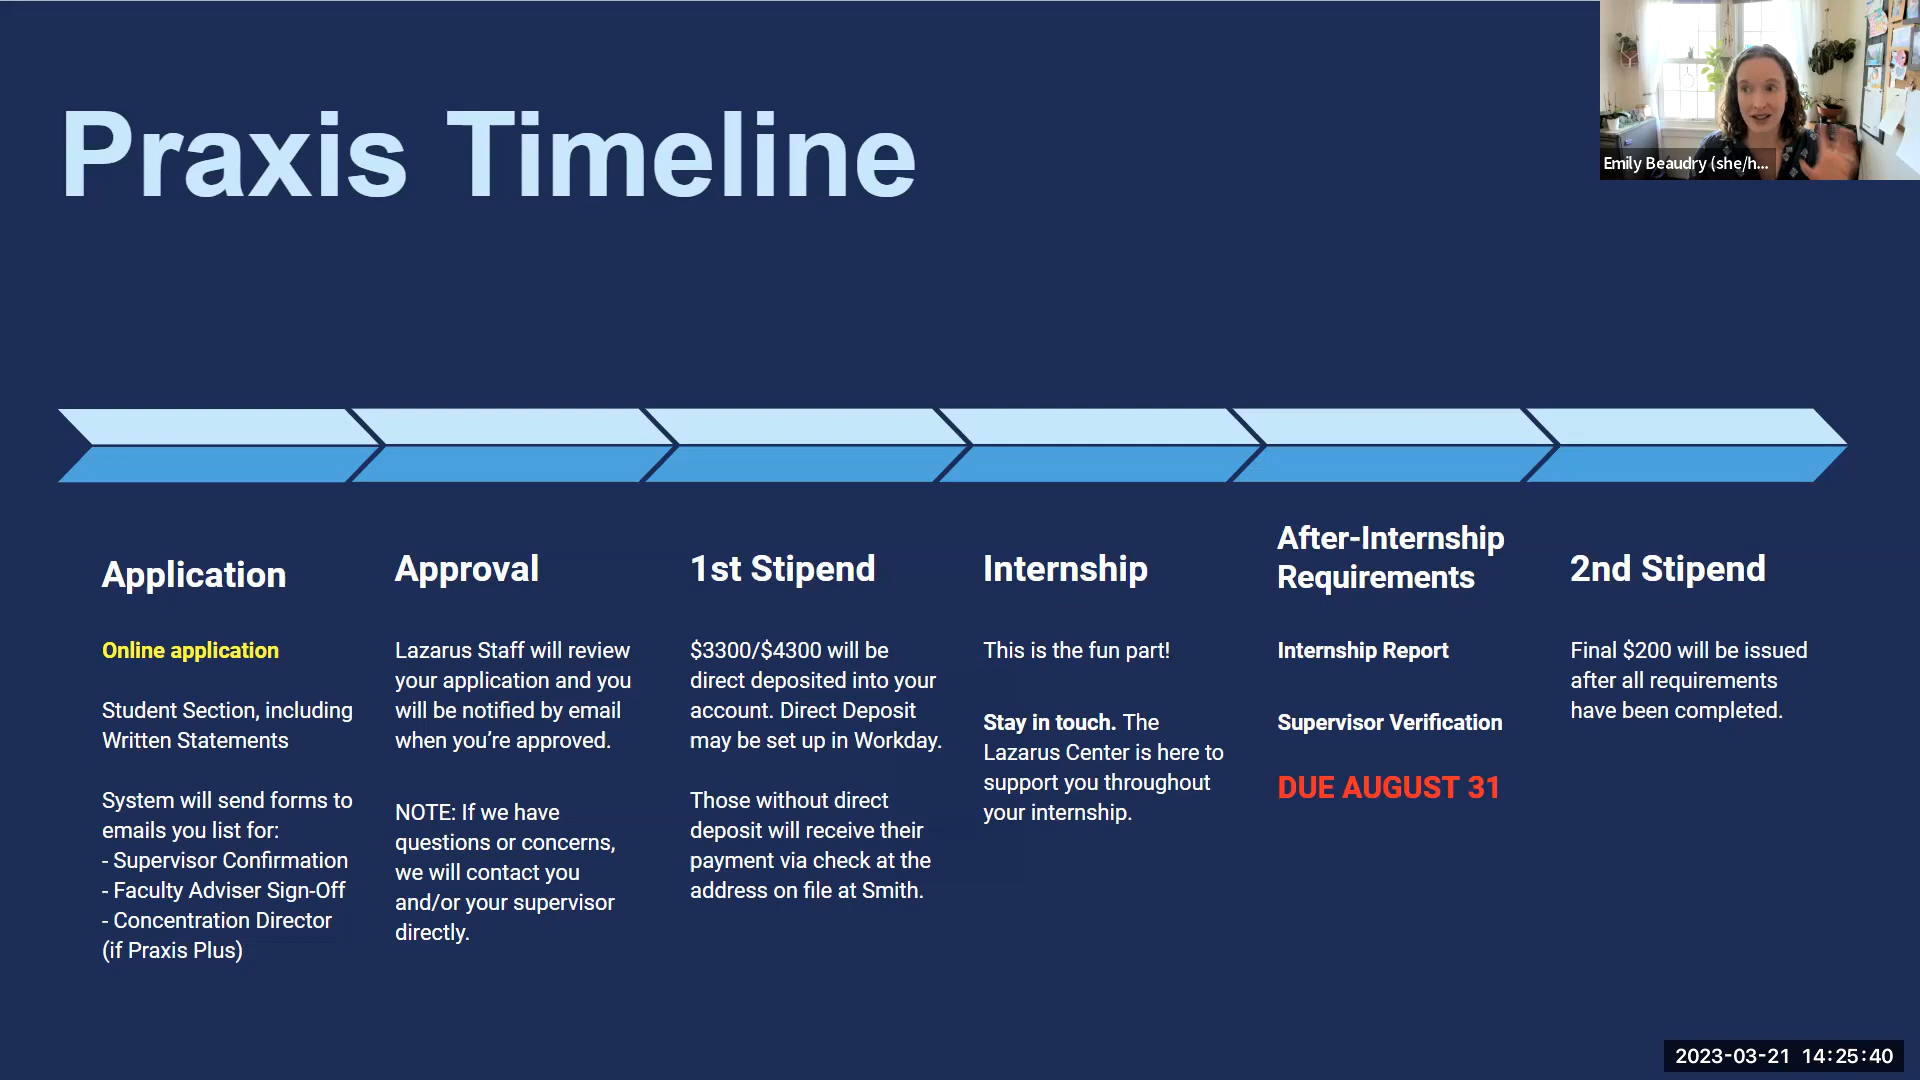 Praxis Timeline
Emily Beaudry (she/h...
Application
Online application
Student Section, including
Written Statements
System will send forms to
emails you list for:
- Supervisor Confirmation
- Faculty Adviser Sign-Off
- Concentration Director
(if Praxis Plus)
Approval
Lazarus Staff will review
your application and you
will be notified by email
when you're approved.
NOTE: If we have
questions or concerns,
we will contact you
and/or your supervisor
directly.
1st Stipend
$3300/$4300 will be
direct deposited into your
account. Direct Deposit
may be set up in Workday.
Those without direct
deposit will receive their
payment via check at the
address on file at Smith.
Internship
This is the fun part!
Stay in touch. The
Lazarus Center is here to
support you throughout
your internship.
After-Internship
Requirements
Internship Report
Supervisor Verification
DUE AUGUST 31
2nd Stipend
Final $200 will be issued
after all requirements
have been completed.
2023-03-21 14:25:40